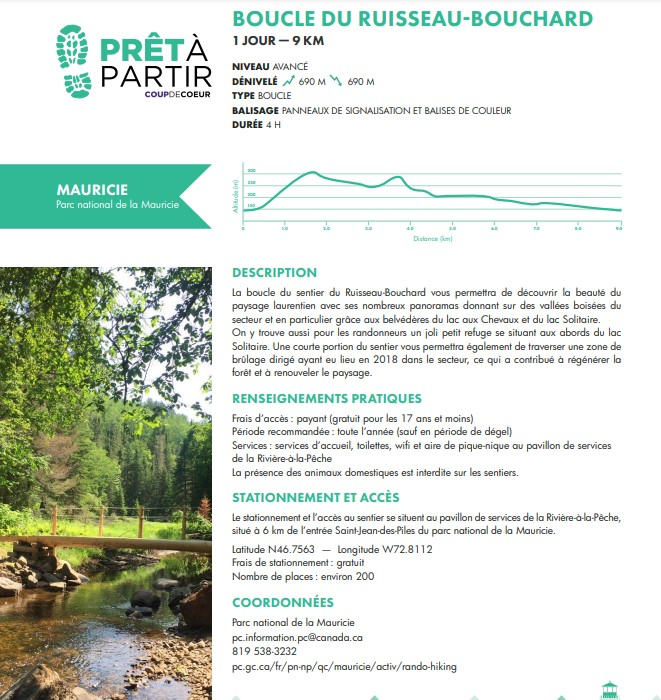 BOUCLE DU RUISSEAU-BOUCHARD
1 JOUR — 9 KM
PRÊT À
PARTIR
COUPDECOEUR
NIVEAU AVANCÉ
DÉNIVELÉ 690 M 690 M
TYPE BOUCLE
BALISAGE PANNEAUX DE SIGNALISATION ET BALISES DE COULEUR
DURÉE 4 H
MAURICIE
Parc national de la Mauricie
Altitude (m)
300
250
200
150
0 1.0 2.0 3.0 4.0 5.0 6.0 7.0 8.0 9.0
Distance (km)
DESCRIPTION
La boucle du sentier du Ruisseau-Bouchard vous permettra de découvrir la beauté du
paysage laurentien avec ses nombreux panoramas donnant sur des vallées boisées du
secteur et en particulier grâce aux belvédères du lac aux Chevaux et du lac Solitaire.
On y trouve aussi pour les randonneurs un joli petit refuge se situant aux abords du lac
Solitaire. Une courte portion du sentier vous permettra également de traverser une zone de
brûlage dirigé ayant eu lieu en 2018 dans le secteur, ce qui a contribué à régénérer la
forêt et à renouveler le paysage.
RENSEIGNEMENTS PRATIQUES
Frais d'accès : payant (gratuit pour les 17 ans et moins)
Période recommandée : toute l'année (sauf en période de dégel)
Services : services d'accueil, toilettes, wifi et aire de pique-nique au pavillon de services
de la Rivière-à-la-Pêche
La présence des animaux domestiques est interdite sur les sentiers.
STATIONNEMENT ET ACCÈS
Le stationnement et l'accès au sentier se situent au pavillon de services de la Rivière-à-la-Pêche,
situé à 6 km de l'entrée Saint-Jean-des-Piles du parc national de la Mauricie.
Latitude N46.7563 — Longitude W72.8112
Frais de stationnement : gratuit
Nombre de places : environ 200
COORDONNÉES
Parc national de la Mauricie
pc.information.pc@canada.ca
819 538-3232
pc.gc.ca/fr/pn-np/qc/mauricie/activ/rando-hiking